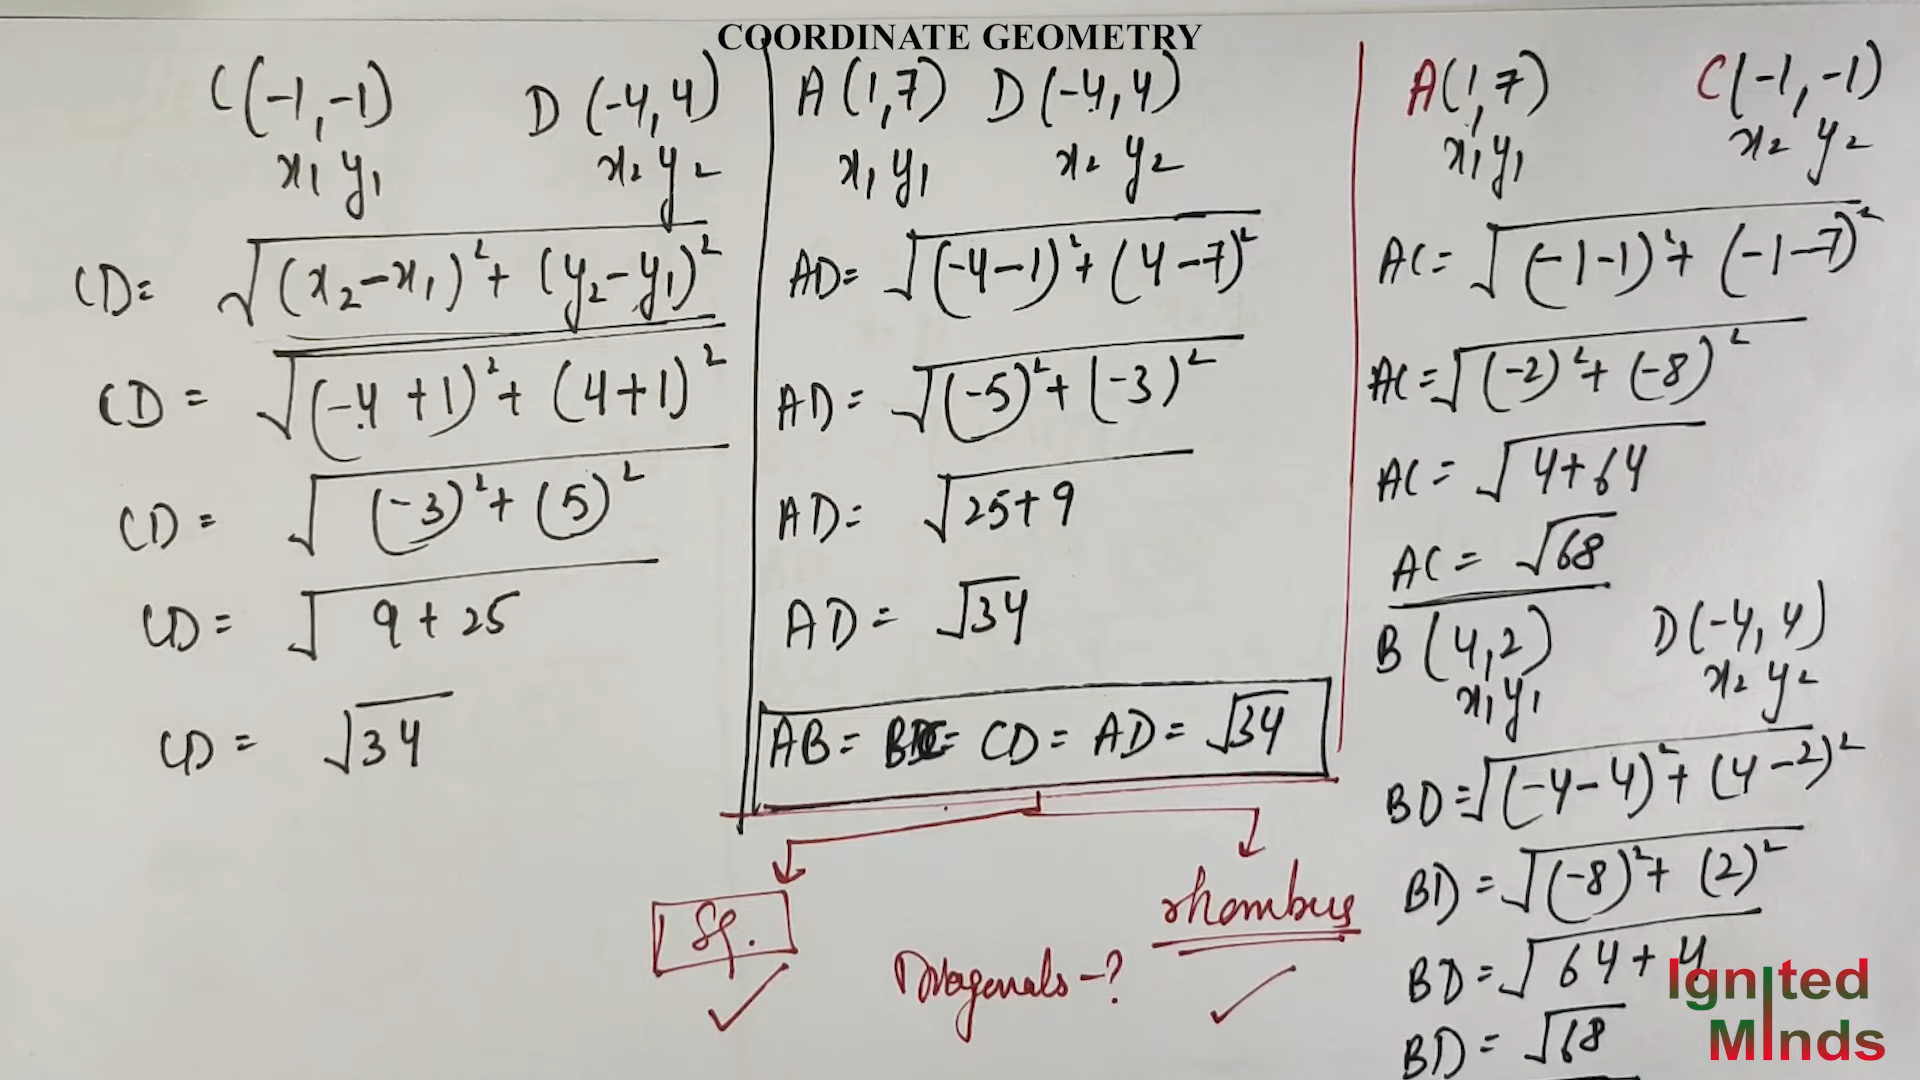 COORDINATE GEOMETRY
C(-1,-1) D(-4,4)
x₁ y₁ x₂ y₂
CD= √(x₂-x₁)²+(y₂-y₁)²
CD = √(-4+1)²+(4+1)²
CD = √(-3)²+(5)²
CD = √9+25
CD = √34
A(1,7) D(-4,4)
x₁ y₁ x₂ y₂
AD= √(-4-1)²+(4-7)²
AD = √(-5)²+(-3)²
AD= √25+9
AD = √34
AB = BC = CD = AD = √34
Sq. rhombus
Diagonals -?
A(1,7) C(-1,-1)
x₁ y₁ x₂ y₂
AC= √(-1-1)²+(-1-7)²
AC = √(-2)²+(-8)²
AC = √4+64
AC = √68
B(4,2) D(-4,4)
x₁ y₁ x₂ y₂
BD = √(-4-4)²+(4-2)²
BD = √(-8)²+(2)²
BD = √64+4
BD = √68
Ignited
Minds